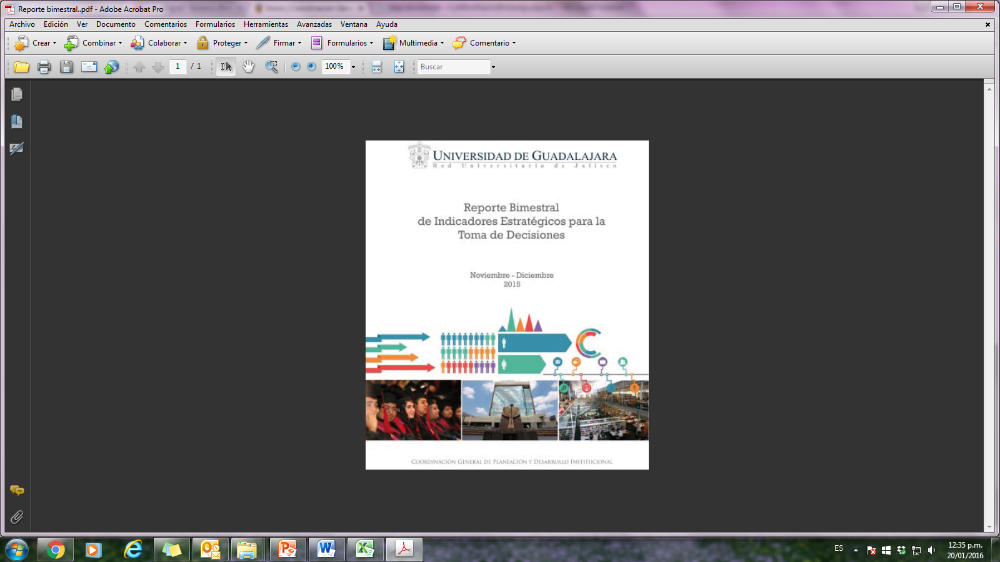 Reporte bimestral..pdf - Adobe Acrobat Pro
Archivo Edición Ver Documento Comentarios Formularios Herramientas Avanzadas Ventana Ayuda
Crear Combinar Colaborar Proteger Firmar Formularios Multimedia Comentario
1 / 1 100% Buscar
UNIVERSIDAD DE GUADALAJARA
Red Universitaria de Jalisco
Reporte Bimestral
de Indicadores Estratégicos para la
Toma de Decisiones
Noviembre - Diciembre
2015
COORDINACIÓN GENERAL DE PLANEACIÓN Y DESARROLLO INSTITUCIONAL
ES
12:35 p.m.
20/01/2016